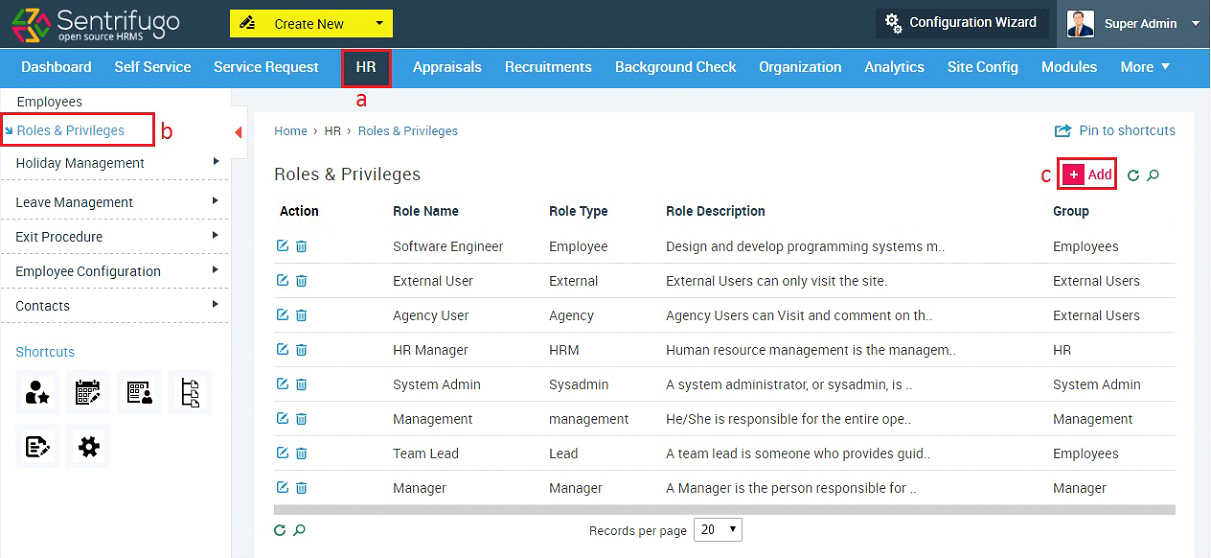 Sentrifugo
open source HRMS
Create New
Configuration Wizard
Super Admin
Dashboard Self Service Service Request HR Appraisals Recruitments Background Check Organization Analytics Site Config Modules More
a
Employees
Roles & Privileges b
Holiday Management
Leave Management
Exit Procedure
Employee Configuration
Contacts
Shortcuts
Home › HR › Roles & Privileges
Pin to shortcuts
Roles & Privileges
c + Add
Action Role Name Role Type Role Description Group
Software Engineer Employee Design and develop programming systems m.. Employees
External User External External Users can only visit the site. External Users
Agency User Agency Agency Users can Visit and comment on th.. External Users
HR Manager HRM Human resource management is the managem.. HR
System Admin Sysadmin A system administrator, or sysadmin, is .. System Admin
Management management He/She is responsible for the entire ope.. Management
Team Lead Lead A team lead is someone who provides guid.. Employees
Manager Manager A Manager is the person responsible for .. Manager
Records per page 20